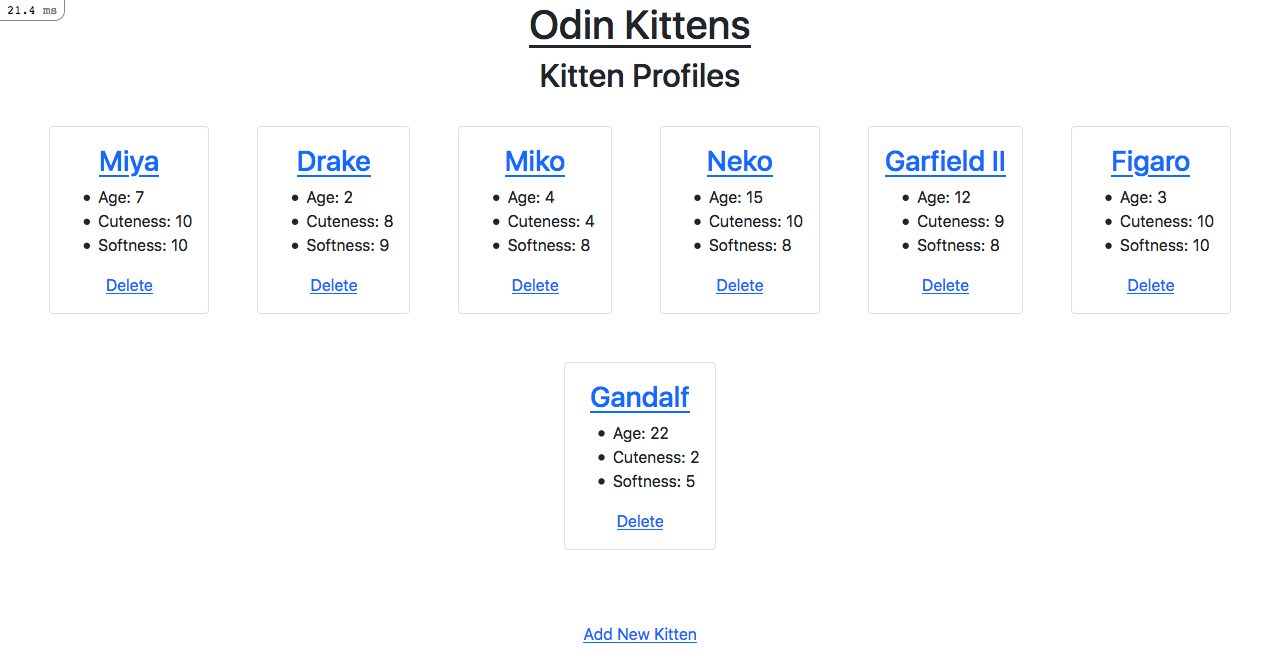 21.4 ms
Odin Kittens
Kitten Profiles
Miya
• Age: 7
• Cuteness: 10
• Softness: 10
Delete
Drake
• Age: 2
• Cuteness: 8
• Softness: 9
Delete
Miko
• Age: 4
• Cuteness: 4
• Softness: 8
Delete
Neko
• Age: 15
• Cuteness: 10
• Softness: 8
Delete
Garfield II
• Age: 12
• Cuteness: 9
• Softness: 8
Delete
Figaro
• Age: 3
• Cuteness: 10
• Softness: 10
Delete
Gandalf
• Age: 22
• Cuteness: 2
• Softness: 5
Delete
Add New Kitten